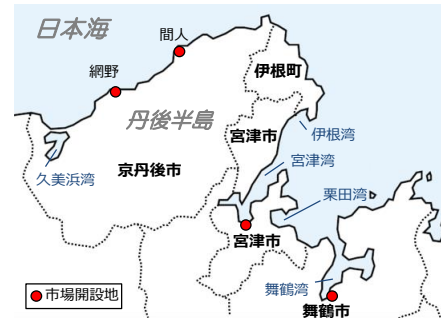 日本海
間人
網野
伊根町
丹後半島
宮津市
伊根湾
宮津湾
久美浜湾
京丹後市
栗田湾
宮津市
舞鶴湾
市場開設地
舞鶴市